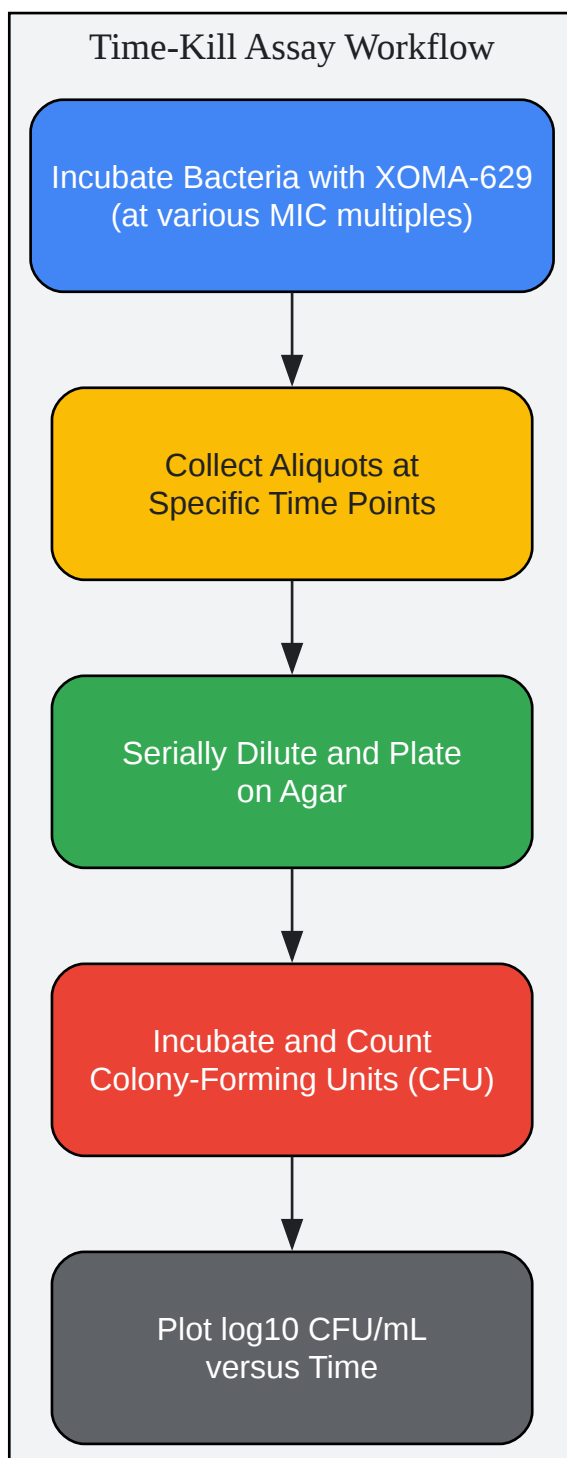 Time-Kill Assay Workflow
Incubate Bacteria with XOMA-629
(at various MIC multiples)
Collect Aliquots at
Specific Time Points
Serially Dilute and Plate
on Agar
Incubate and Count
Colony-Forming Units (CFU)
Plot log10 CFU/mL
versus Time